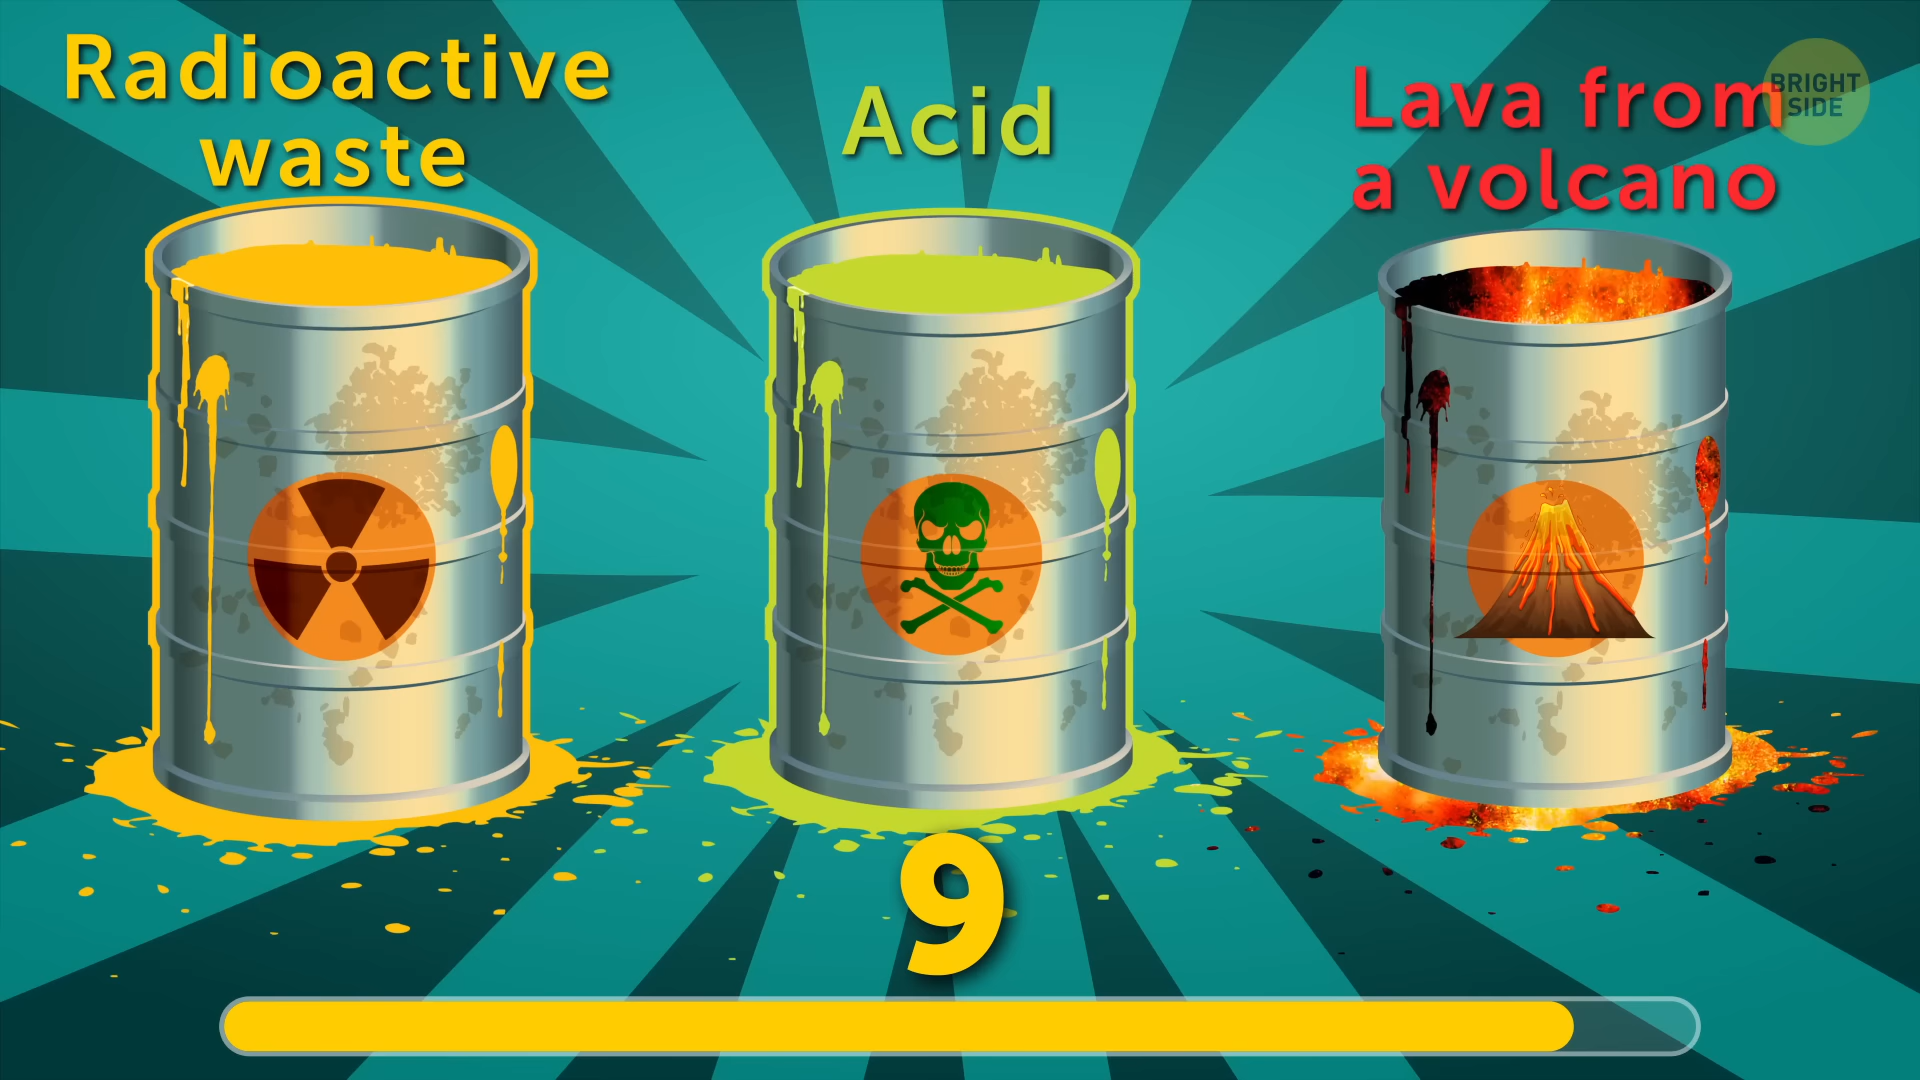 Radioactive
waste
Acid
Lava from
a volcano
BRIGHT
SIDE
9